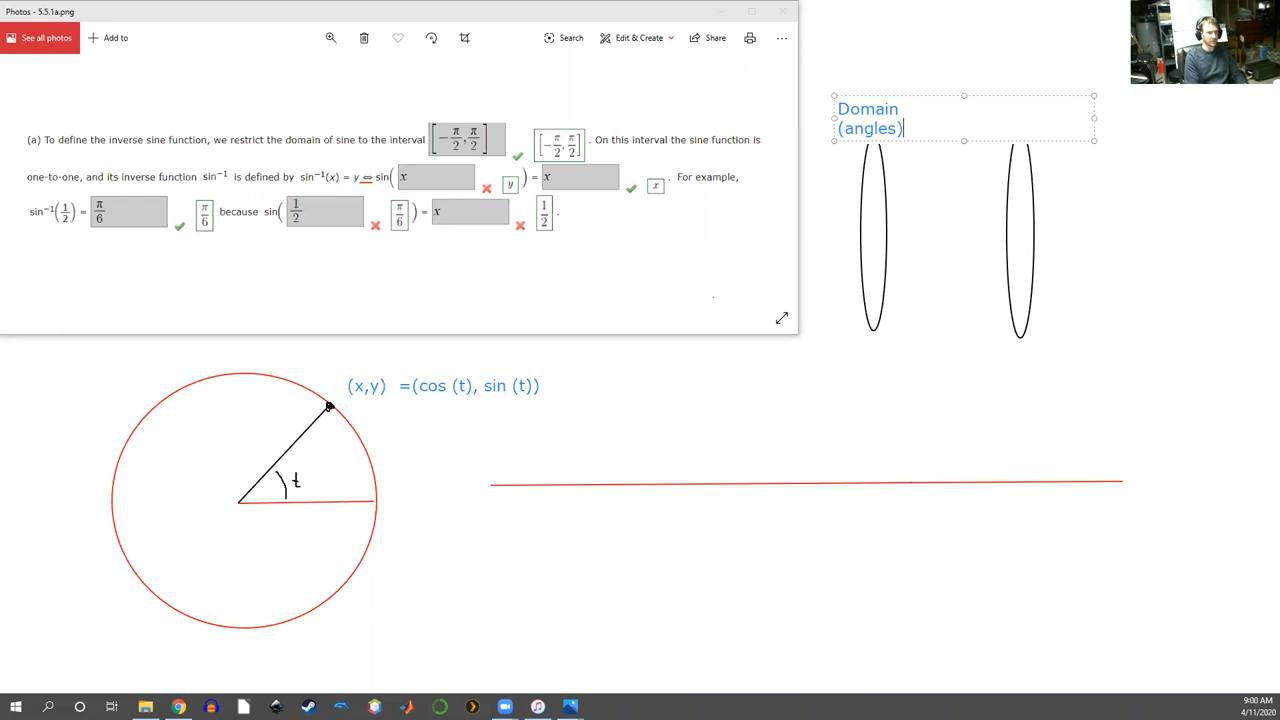 Photos - 5.5.1a.png
See all photos
Add to
Search
Edit & Create
Share
(a) To define the inverse sine function, we restrict the domain of sine to the interval [-π/2, π/2] [-π/2, π/2] . On this interval the sine function is
one-to-one, and its inverse function sin⁻¹ is defined by sin⁻¹(x) = y ⇔ sin( x y ) = x x . For example,
sin⁻¹(1/2) = π/6 π/6 because sin( 1/2 π/6 ) = x 1/2 .
Domain
(angles)
(x,y) =(cos (t), sin (t))
t
9:00 AM
4/11/2020